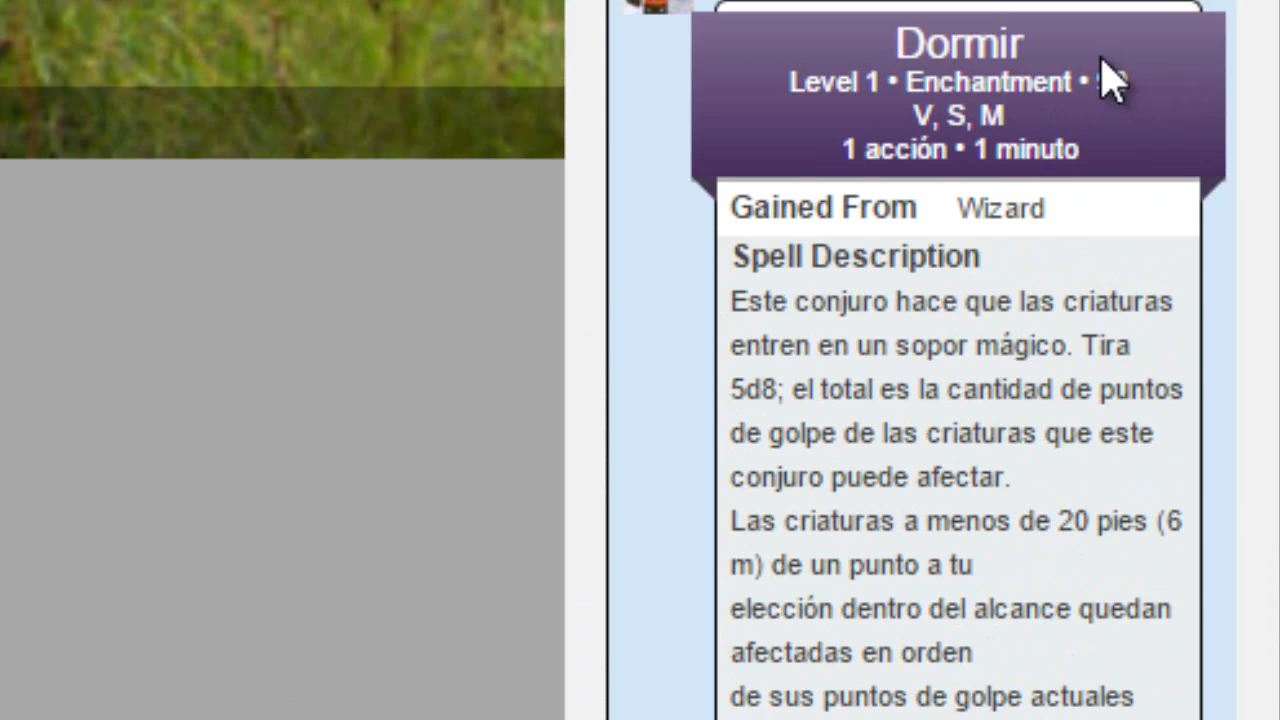 Dormir
Level 1 • Enchantment •
V, S, M
1 acción • 1 minuto
Gained From Wizard
Spell Description
Este conjuro hace que las criaturas
entren en un sopor mágico. Tira
5d8; el total es la cantidad de puntos
de golpe de las criaturas que este
conjuro puede afectar.
Las criaturas a menos de 20 pies (6
m) de un punto a tu
elección dentro del alcance quedan
afectadas en orden
de sus puntos de golpe actuales